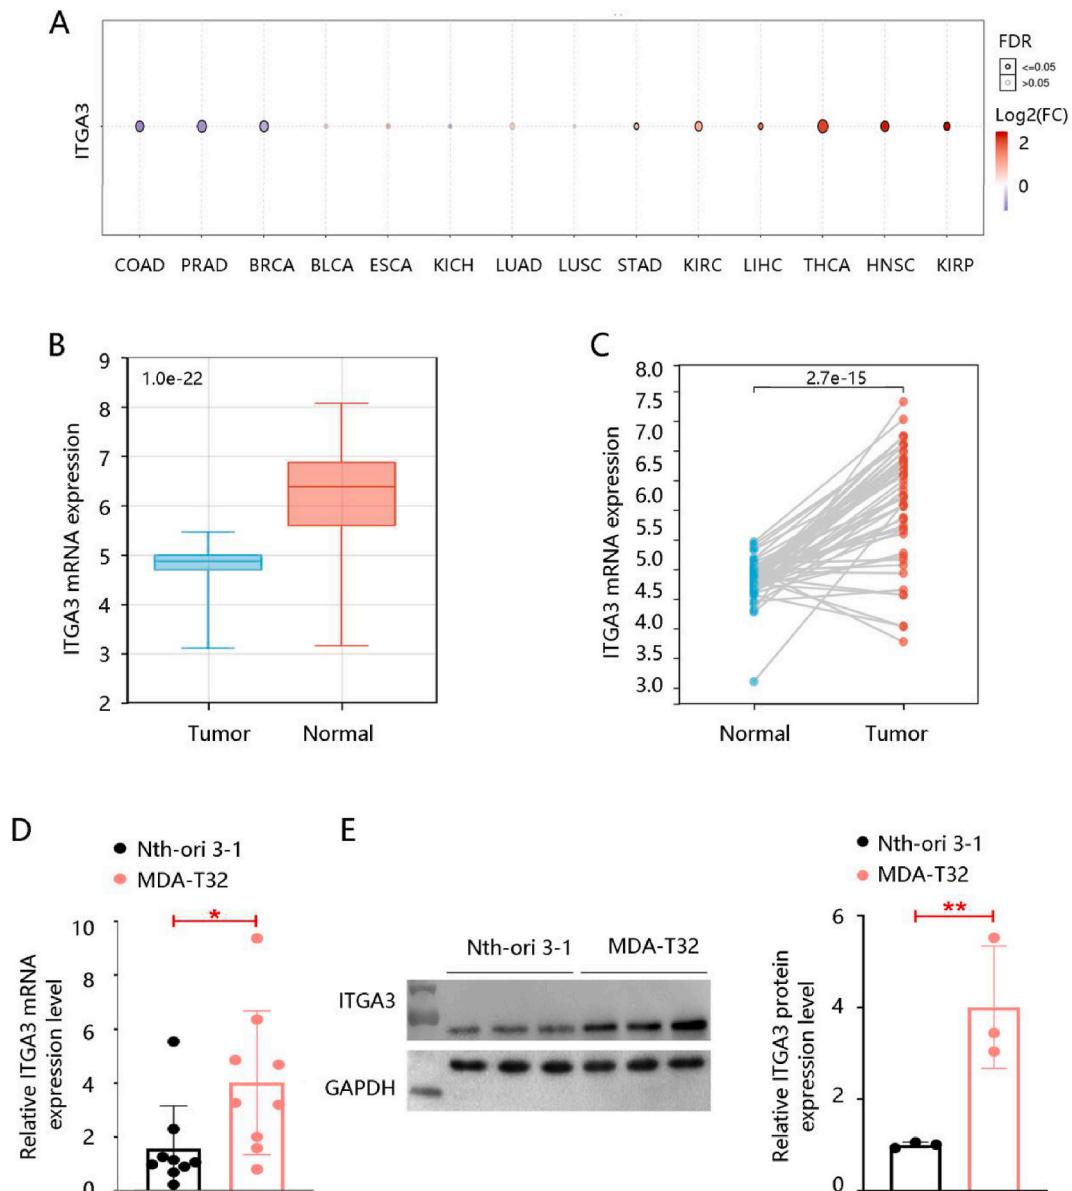 A
ITGA3
COAD PRAD BRCA BLCA ESCA KICH LUAD LUSC STAD KIRC LIHC THCA HNSC KIRP
FDR
<=0.05
>0.05
Log2(FC)
2
0
B
ITGA3 mRNA expression
9
8
7
6
5
4
3
2
1.0e-22
Tumor Normal
C
ITGA3 mRNA expression
8.0
7.5
7.0
6.5
6.0
5.5
5.0
4.5
4.0
3.5
3.0
2.7e-15
Normal Tumor
D
Nth-ori 3-1
MDA-T32
*
Relative ITGA3 mRNA
expression level
10
8
6
4
2
0
E
Nth-ori 3-1 MDA-T32
ITGA3
GAPDH
Nth-ori 3-1
MDA-T32
**
Relative ITGA3 protein
expression level
6
4
2
0